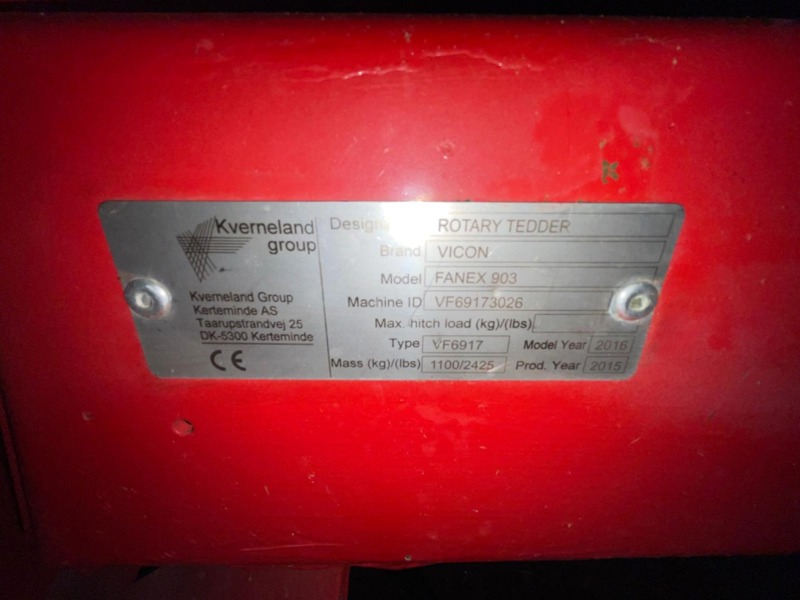 Kverneland
group
Kverneland Group
Kerteminde AS
Taarupstrandvej 25
DK-5300 Kerteminde
CE
ROTARY TEDDER
Brand VICON
Model FANEX 903
Machine ID VF69173026
Max. hitch load (kg)/(lbs)
Type VF6917 Model Year 2016
Mass (kg)/(lbs) 1100/2425 Prod. Year 2015